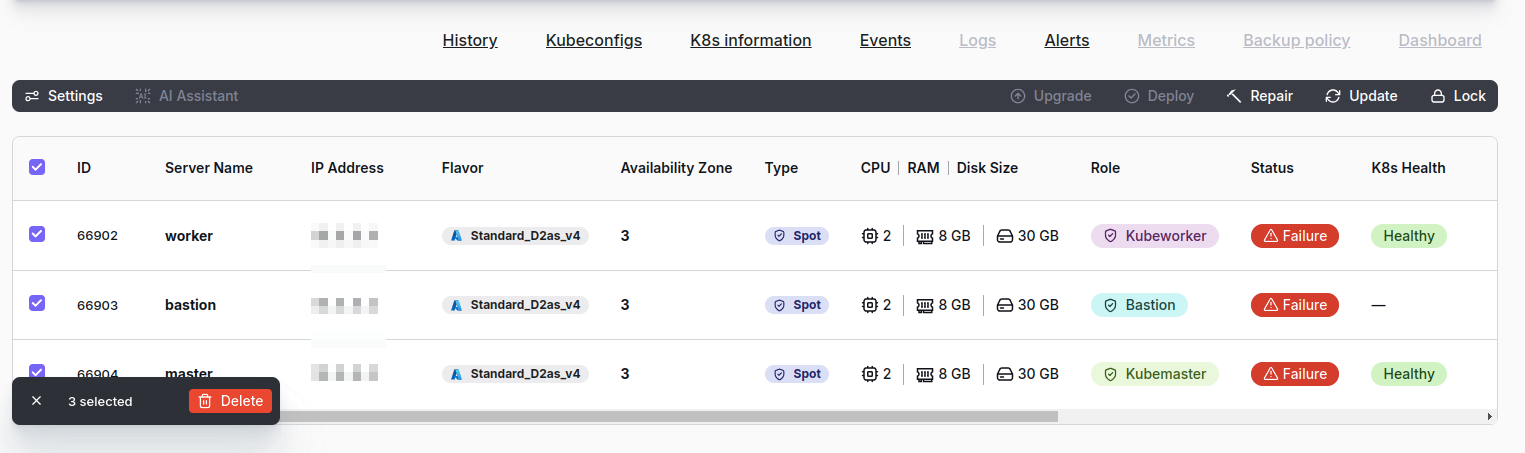 History Kubeconfigs K8s information Events Logs Alerts Metrics Backup policy Dashboard
Settings AI Assistant Upgrade Deploy Repair Update Lock
ID Server Name IP Address Flavor Availability Zone Type CPU RAM Disk Size Role Status K8s Health
66902 worker Standard_D2as_v4 3 Spot 2 8 GB 30 GB Kubeworker Failure Healthy
66903 bastion Standard_D2as_v4 3 Spot 2 8 GB 30 GB Bastion Failure —
66904 master Standard_D2as_v4 3 Spot 2 8 GB 30 GB Kubemaster Failure Healthy
3 selected Delete